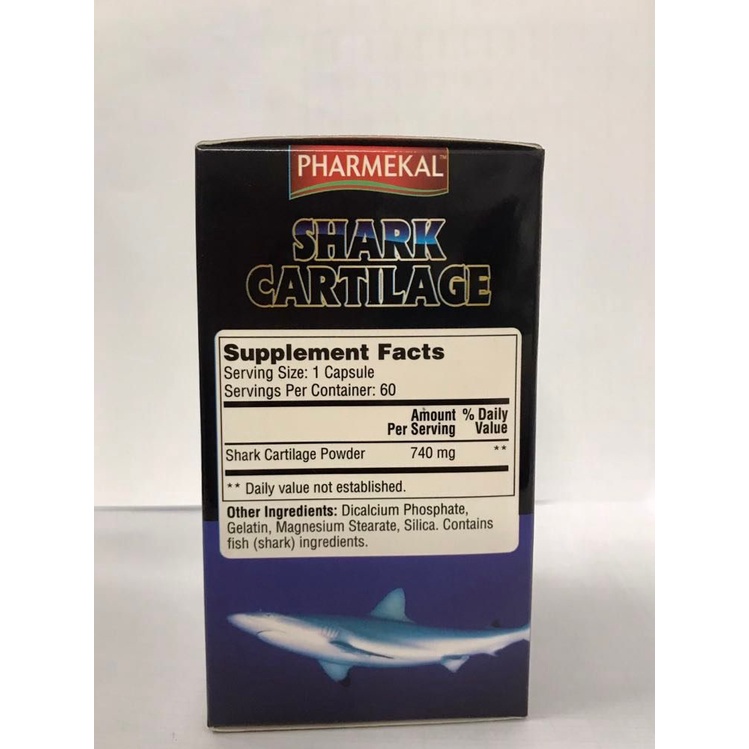 PHARMEKAL™
SHARK
CARTILAGE
Supplement Facts
Serving Size: 1 Capsule
Servings Per Container: 60
Amount % Daily
Per Serving Value
Shark Cartilage Powder 740 mg **
** Daily value not established.
Other Ingredients: Dicalcium Phosphate,
Gelatin, Magnesium Stearate, Silica. Contains
fish (shark) ingredients.